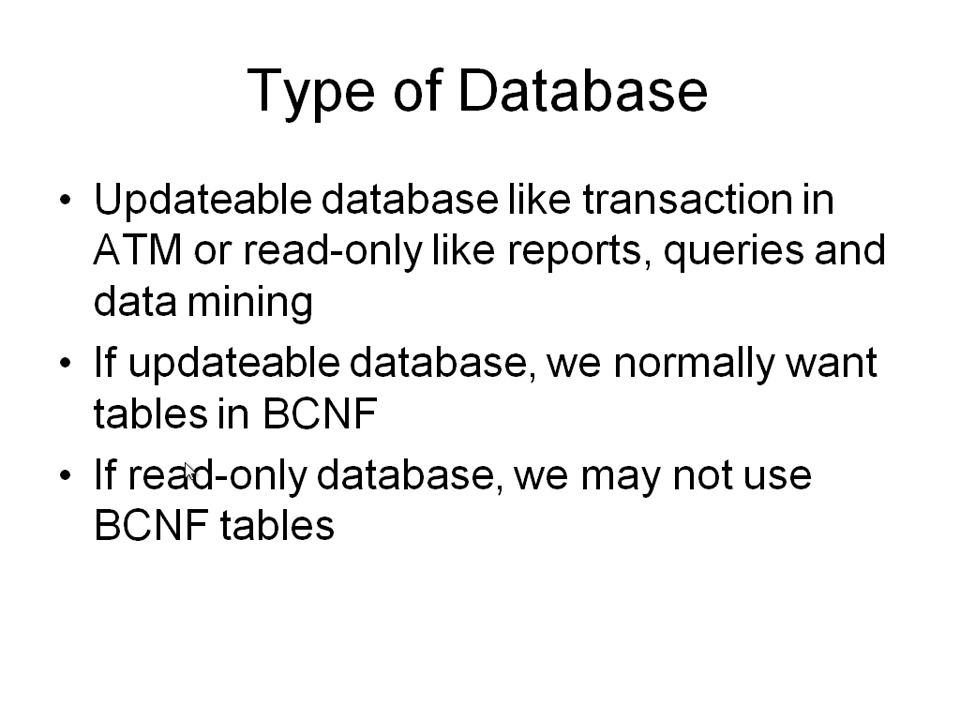 Type of Database
• Updateable database like transaction in
ATM or read-only like reports, queries and
data mining
• If updateable database, we normally want
tables in BCNF
• If read-only database, we may not use
BCNF tables